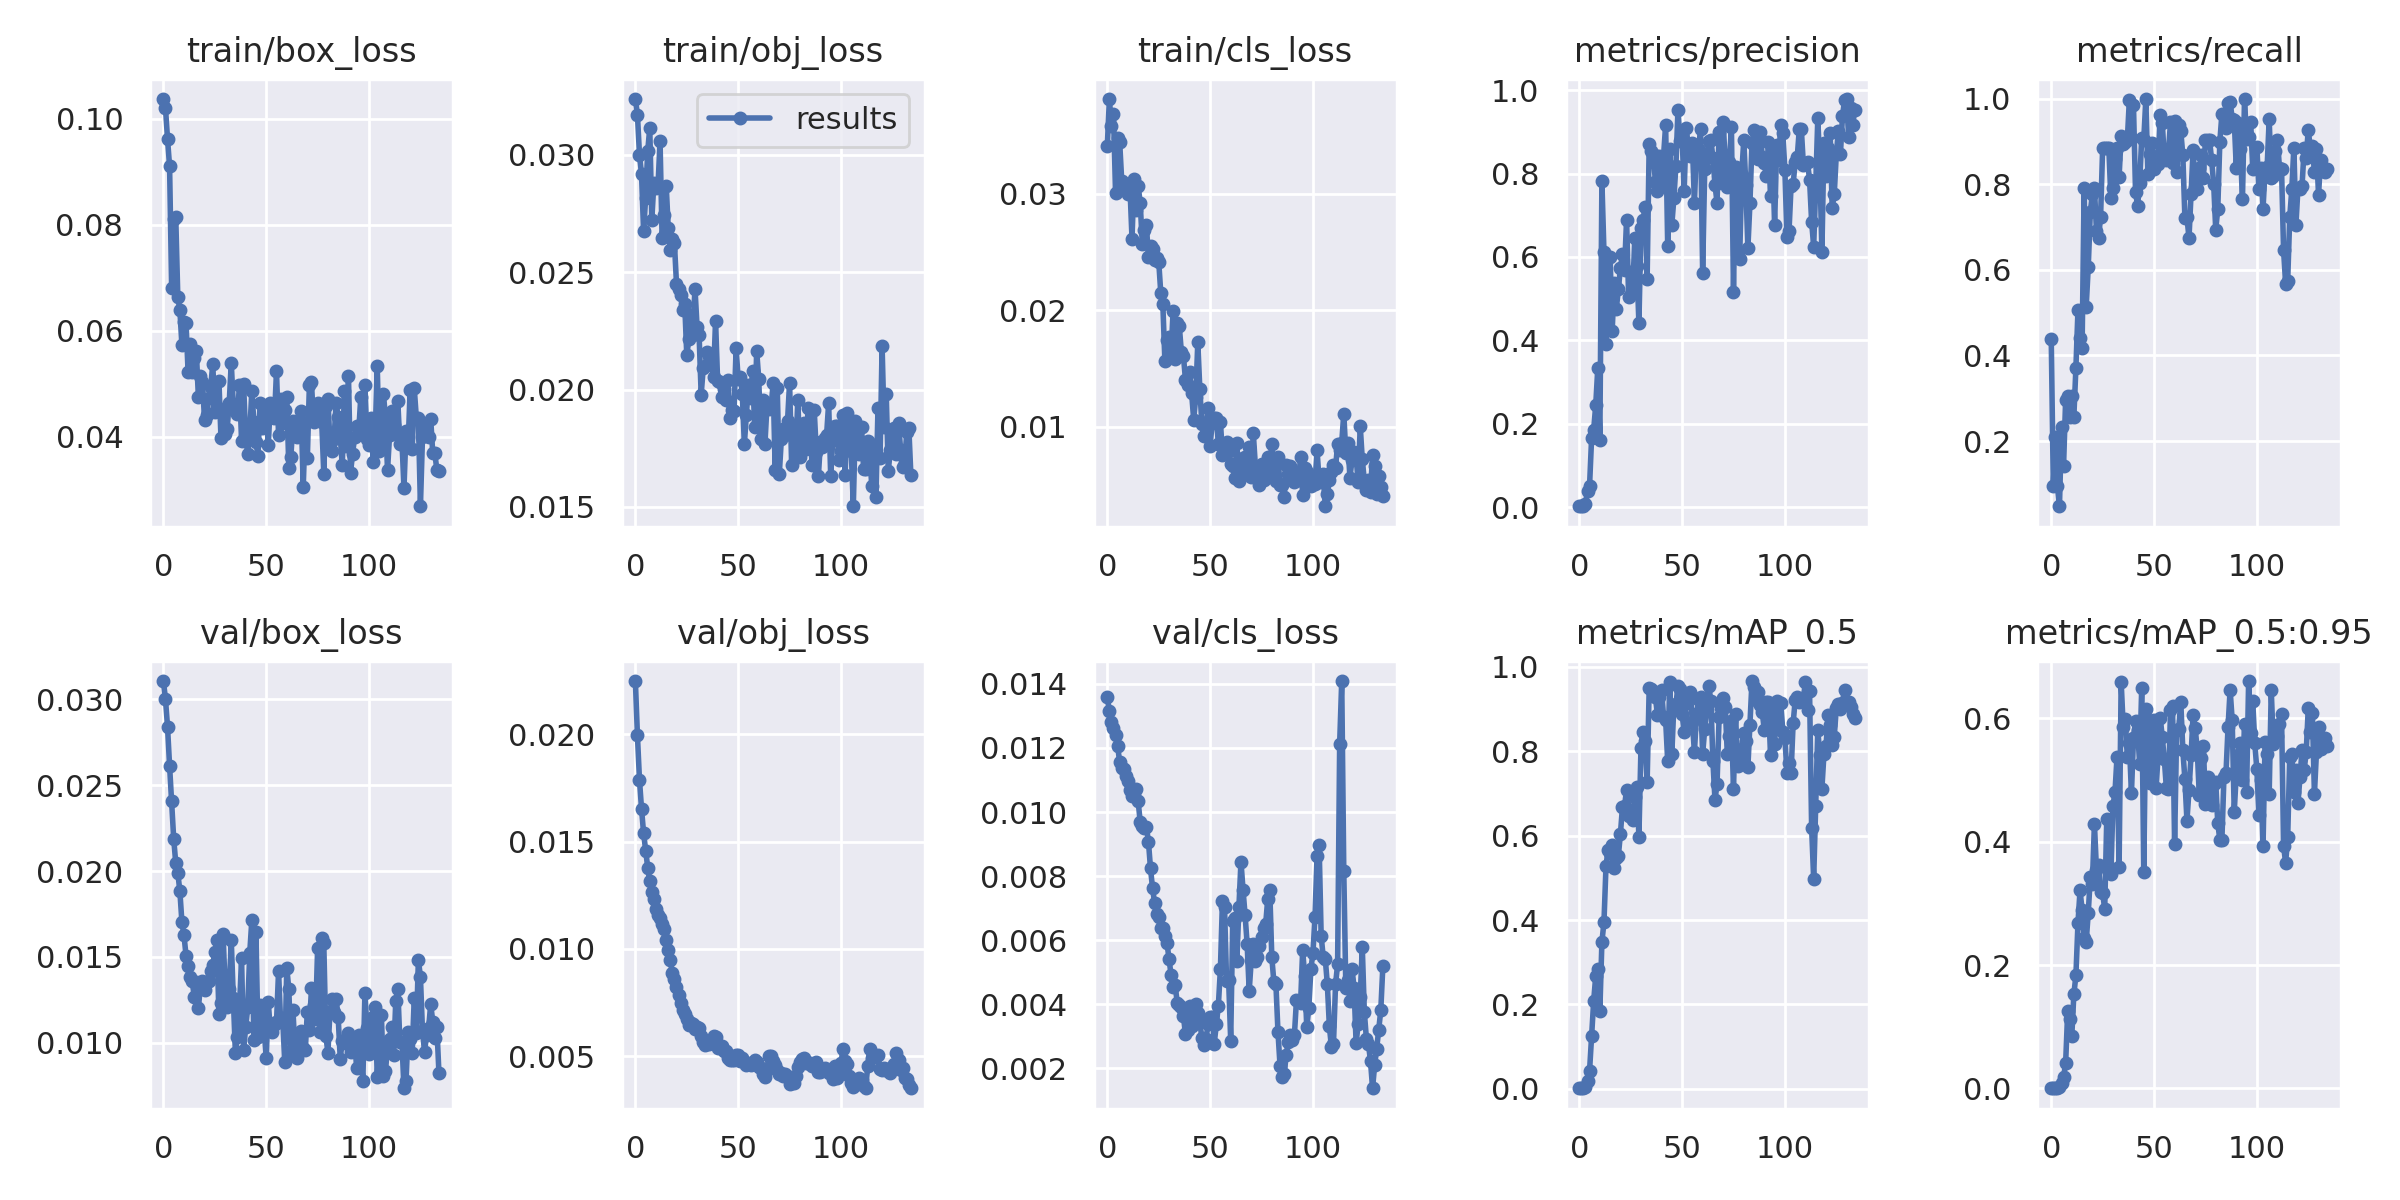 train/box_loss
0.10
0.08
0.06
0.04
0 50 100
train/obj_loss
results
0.030
0.025
0.020
0.015
0 50 100
train/cls_loss
0.03
0.02
0.01
0 50 100
metrics/precision
1.0
0.8
0.6
0.4
0.2
0.0
0 50 100
metrics/recall
1.0
0.8
0.6
0.4
0.2
0 50 100
val/box_loss
0.030
0.025
0.020
0.015
0.010
0 50 100
val/obj_loss
0.020
0.015
0.010
0.005
0 50 100
val/cls_loss
0.014
0.012
0.010
0.008
0.006
0.004
0.002
0 50 100
metrics/mAP_0.5
1.0
0.8
0.6
0.4
0.2
0.0
0 50 100
metrics/mAP_0.5:0.95
0.6
0.4
0.2
0.0
0 50 100